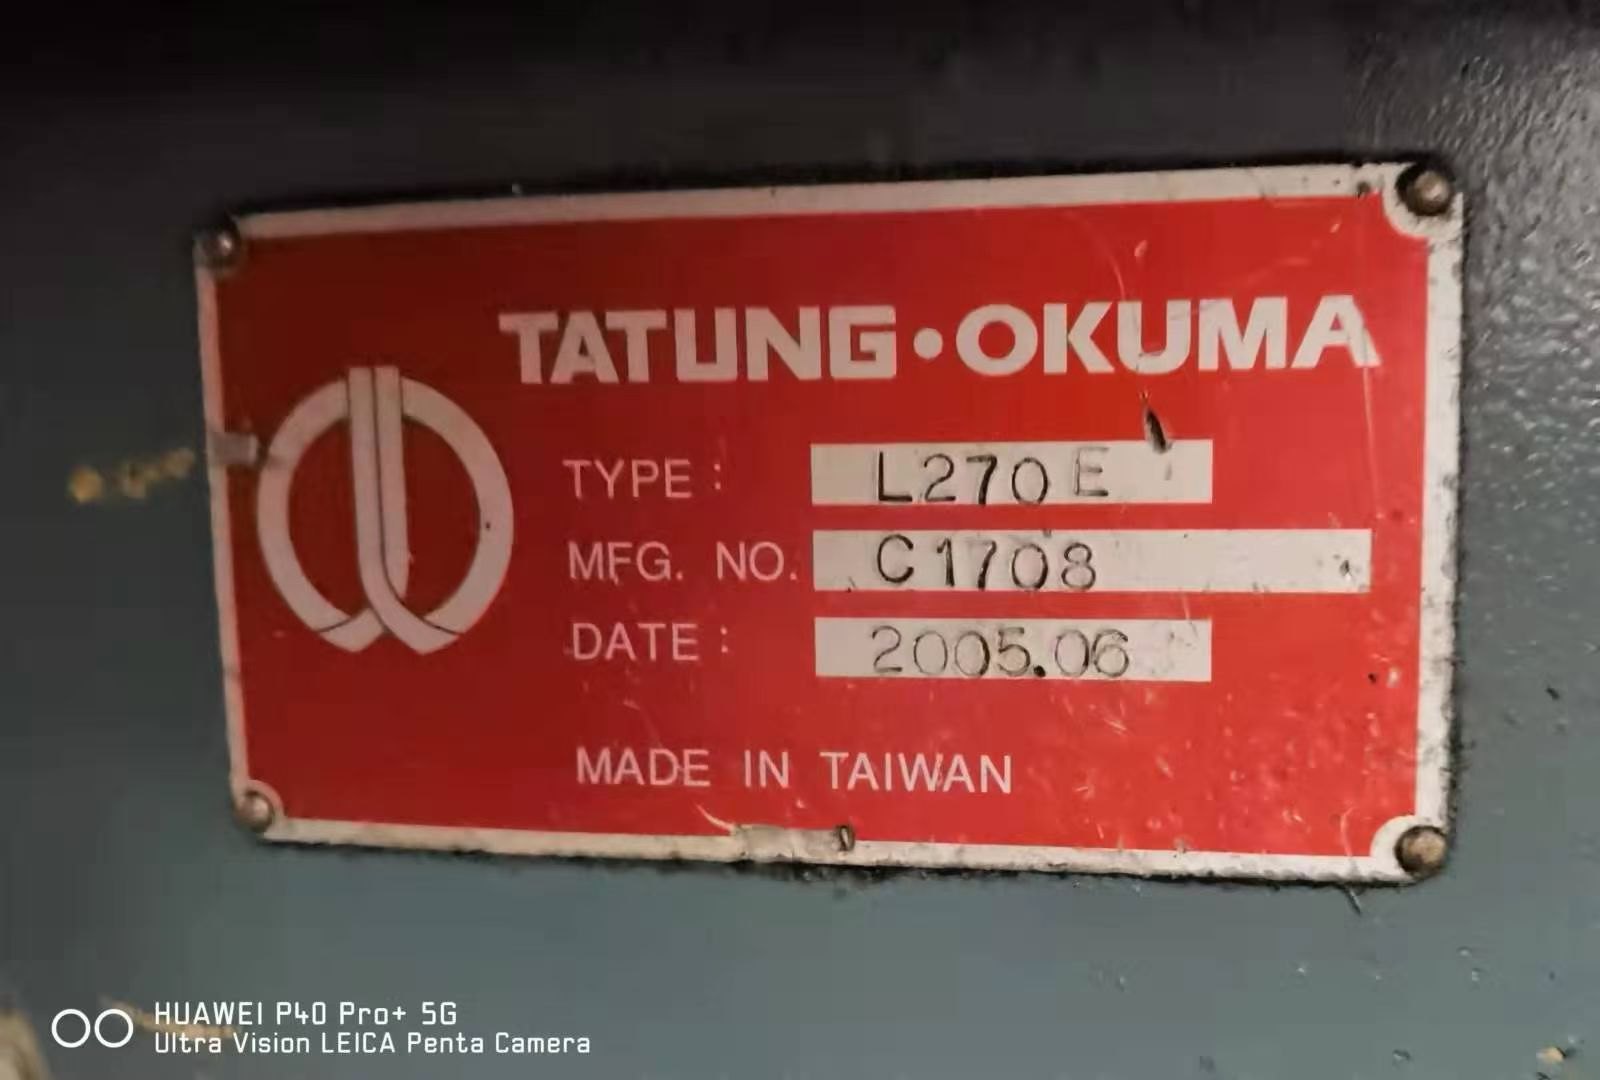 TATUNG•OKUMA
TYPE: L270E
MFG. NO. C1708
DATE: 2005.06
MADE IN TAIWAN
HUAWEI P40 Pro+ 5G
Ultra Vision LEICA Penta Camera